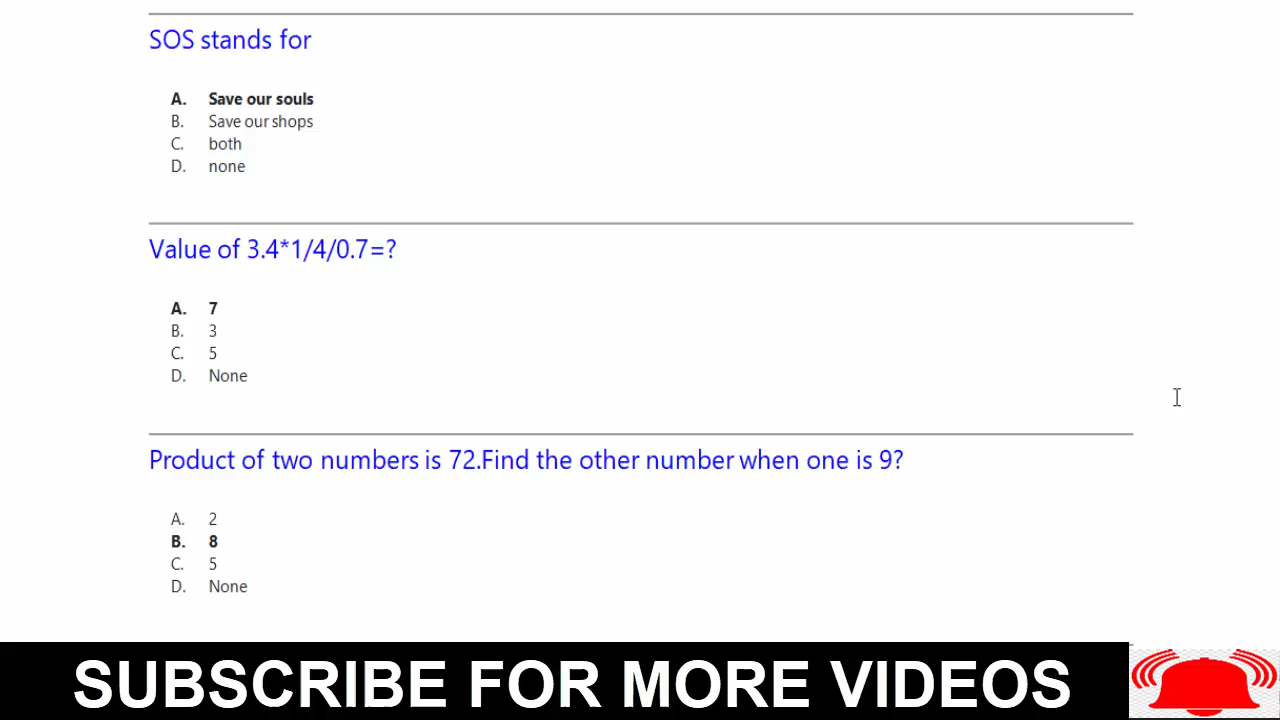 SOS stands for
A. Save our souls
B. Save our shops
C. both
D. none
Value of 3.4*1/4/0.7=?
A. 7
B. 3
C. 5
D. None
Product of two numbers is 72.Find the other number when one is 9?
A. 2
B. 8
C. 5
D. None
SUBSCRIBE FOR MORE VIDEOS